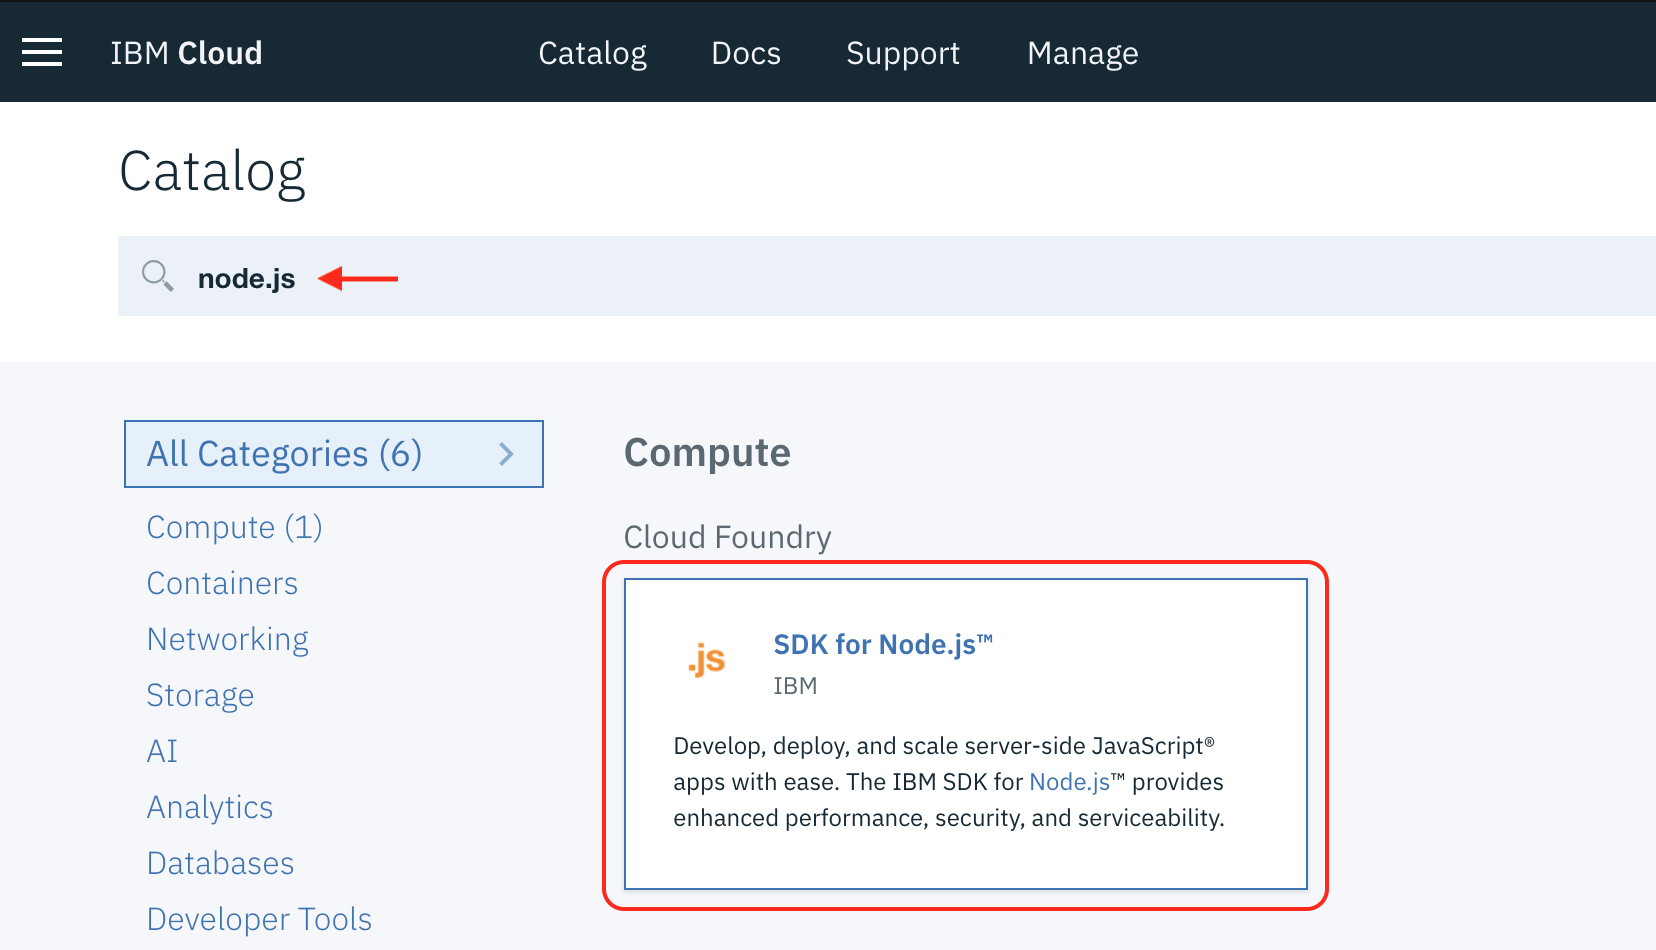 IBM Cloud
Catalog
Docs
Support
Manage
Catalog
node.js
All Categories (6)
Compute (1)
Containers
Networking
Storage
AI
Analytics
Databases
Developer Tools
Compute
Cloud Foundry
.js
SDK for Node.js™
IBM
Develop, deploy, and scale server-side JavaScript®
apps with ease. The IBM SDK for Node.js™ provides
enhanced performance, security, and serviceability.